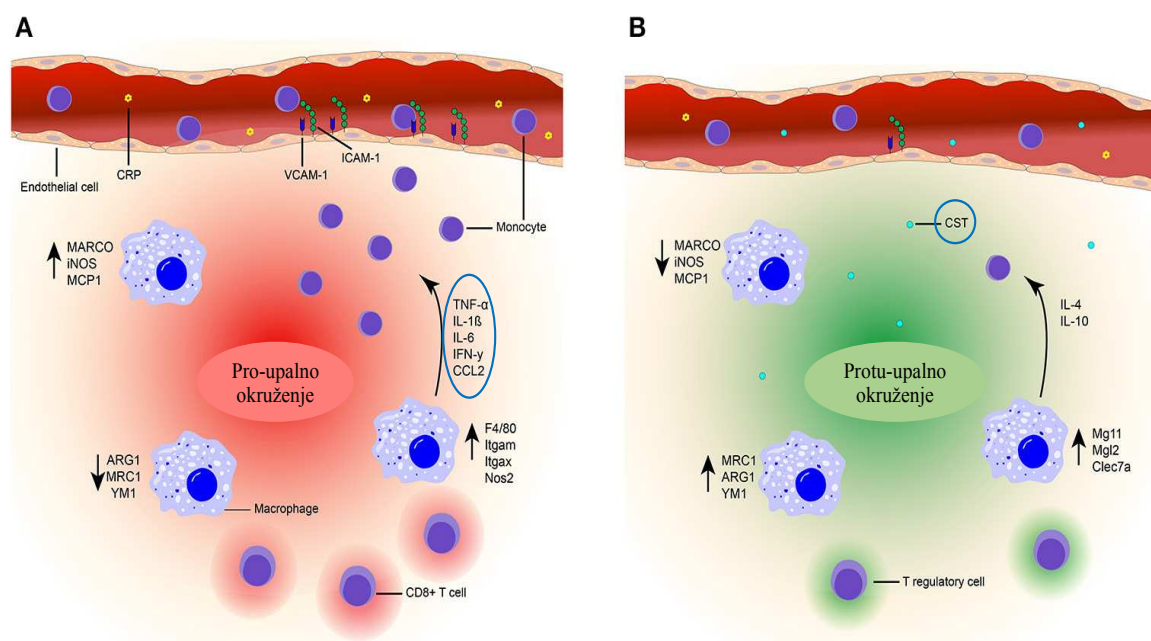 A
Endothelial cell
CRP
VCAM-1
ICAM-1
Monocyte
MARCO
iNOS
MCP1
TNF-α
IL-1ß
IL-6
IFN-y
CCL2
Pro-upalno
okruženje
F4/80
Itgam
Itgax
Nos2
ARG1
MRC1
YM1
Macrophage
CD8+ T cell
B
CST
MARCO
iNOS
MCP1
IL-4
IL-10
Protu-upalno
okruženje
Mg11
Mgl2
Clec7a
MRC1
ARG1
YM1
T regulatory cell